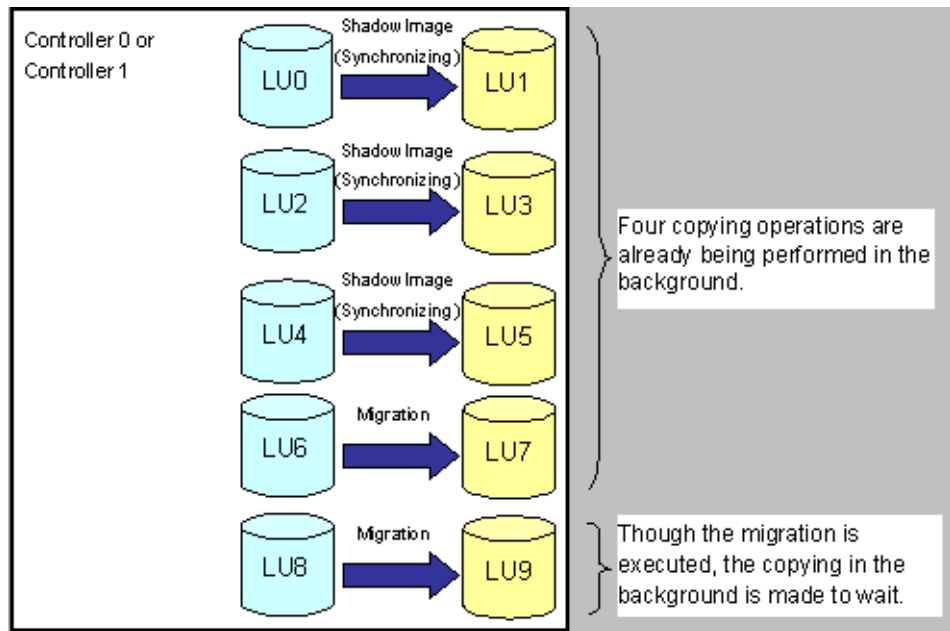 Controller 0 or
Controller 1
Shadow Image
(Synchronizing)
LU0
LU1
Shadow Image
(Synchronizing)
LU2
LU3
Shadow Image
(Synchronizing)
LU4
LU5
Migration
LU6
LU7
Migration
LU8
LU9
Four copying operations are
already being performed in the
background.
Though the migration is
executed, the copying in the
background is made to wait.